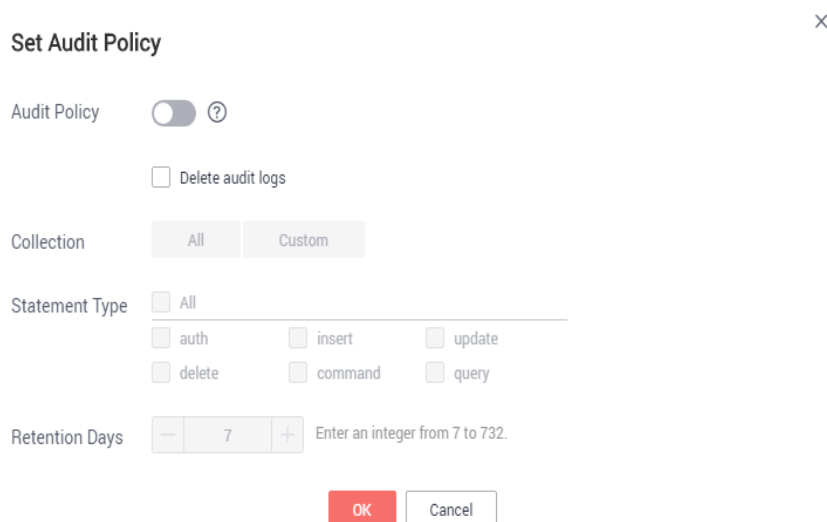 Set Audit Policy
Audit Policy ?
Delete audit logs
Collection All Custom
Statement Type All
auth insert update
delete command query
Retention Days − 7 + Enter an integer from 7 to 732.
OK Cancel